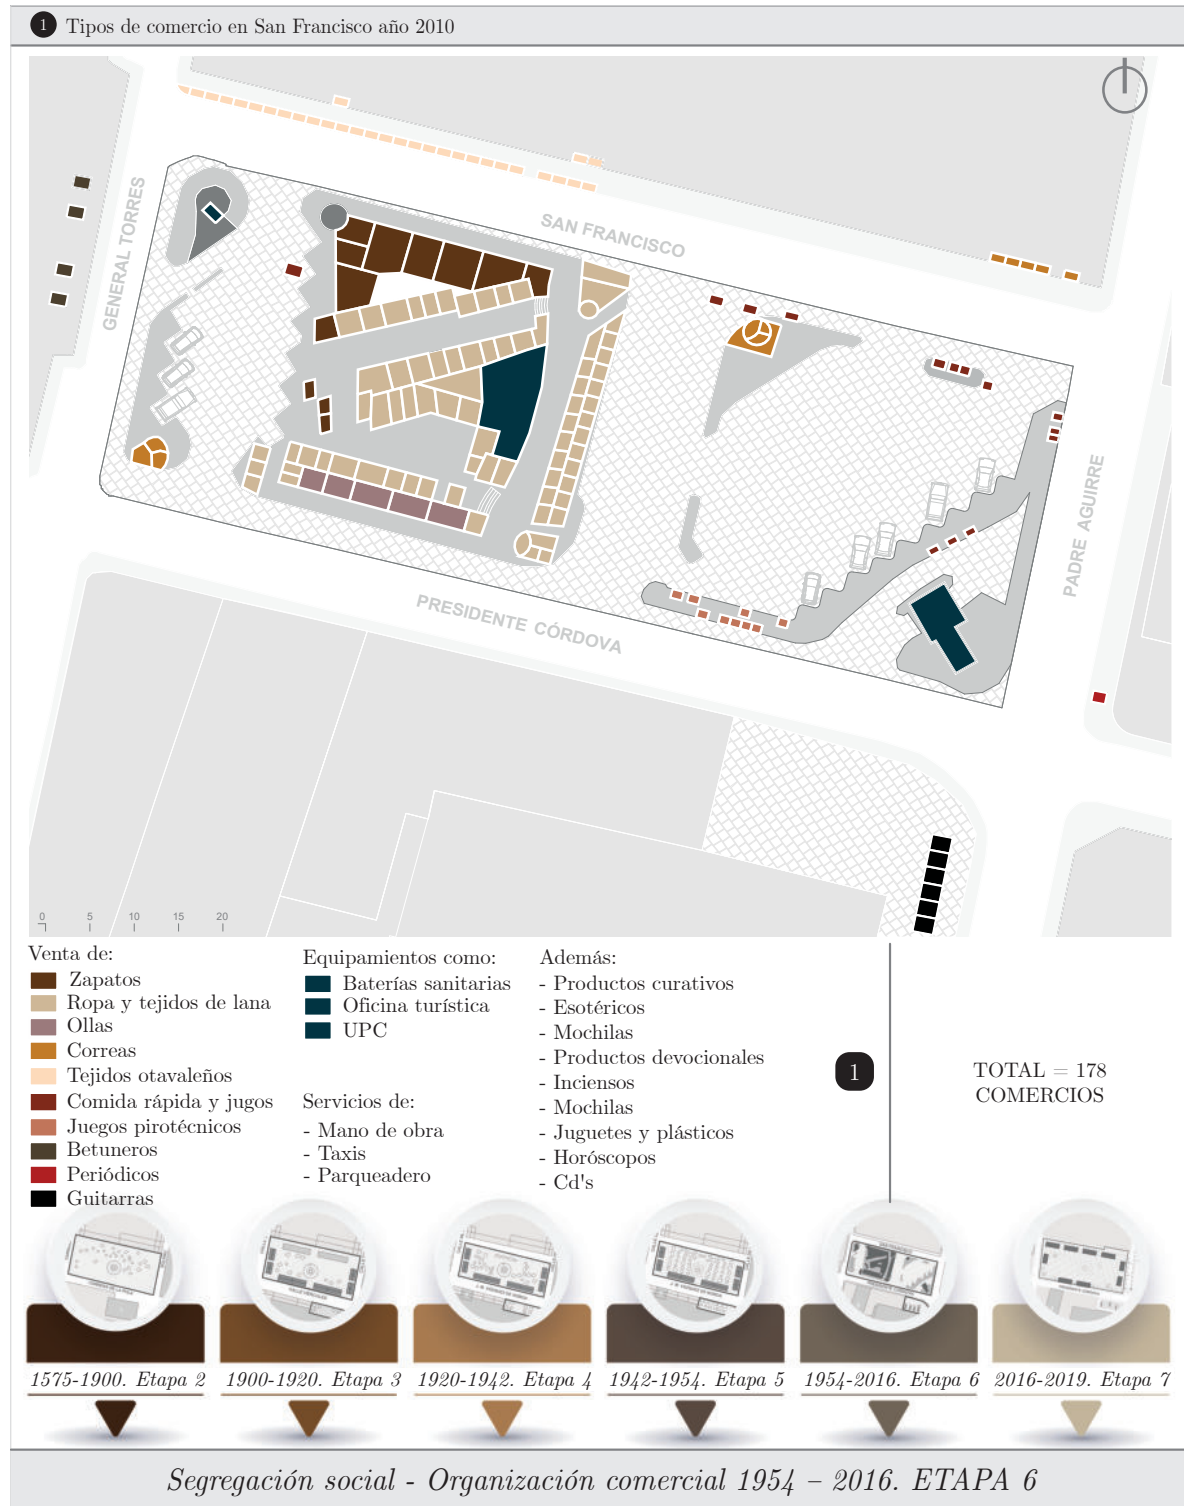 1 Tipos de comercio en San Francisco año 2010
GENERAL TORRES
SAN FRANCISCO
PADRE AGUIRRE
PRESIDENTE CÓRDOVA
0 5 10 15 20
Venta de:
Zapatos
Ropa y tejidos de lana
Ollas
Correas
Tejidos otavaleños
Comida rápida y jugos
Juegos pirotécnicos
Betuneros
Periódicos
Guitarras
Equipamientos como:
Baterías sanitarias
Oficina turística
UPC
Servicios de:
- Mano de obra
- Taxis
- Parqueadero
Además:
- Productos curativos
- Esotéricos
- Mochilas
- Productos devocionales
- Inciensos
- Mochilas
- Juguetes y plásticos
- Horóscopos
- Cd's
1
TOTAL = 178
COMERCIOS
1575-1900. Etapa 2
1900-1920. Etapa 3
1920-1942. Etapa 4
1942-1954. Etapa 5
1954-2016. Etapa 6
2016-2019. Etapa 7
Segregación social - Organización comercial 1954 – 2016. ETAPA 6